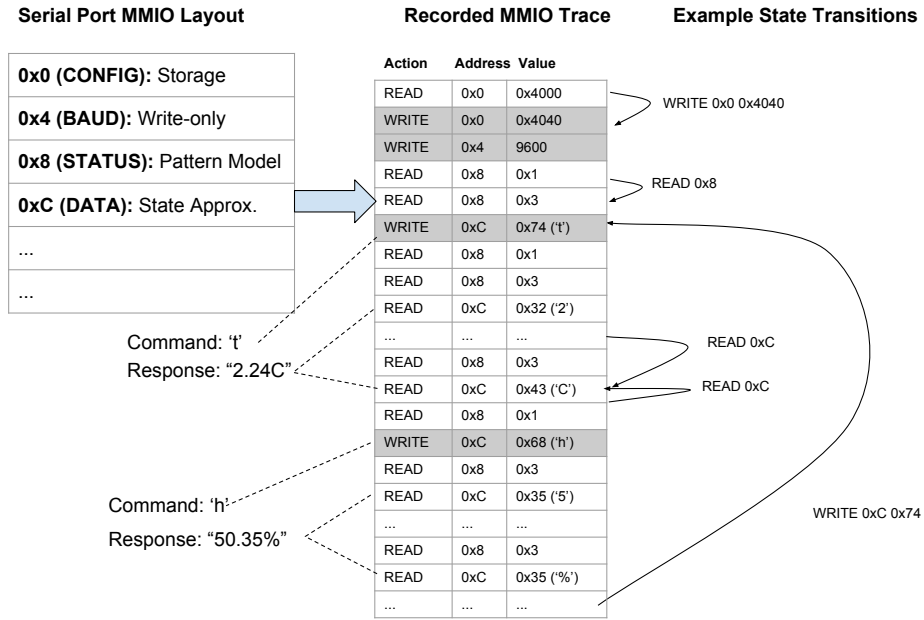 Serial Port MMIO Layout
Recorded MMIO Trace
Example State Transitions
0x0 (CONFIG): Storage
0x4 (BAUD): Write-only
0x8 (STATUS): Pattern Model
0xC (DATA): State Approx.
...
...
Action Address Value
READ 0x0 0x4000
WRITE 0x0 0x4040
WRITE 0x4 9600
READ 0x8 0x1
READ 0x8 0x3
WRITE 0xC 0x74 (‘t’)
READ 0x8 0x1
READ 0x8 0x3
READ 0xC 0x32 (‘2’)
... ... ...
READ 0x8 0x3
READ 0xC 0x43 (‘C’)
READ 0x8 0x1
WRITE 0xC 0x68 (‘h’)
READ 0x8 0x3
READ 0xC 0x35 (‘5’)
... ... ...
READ 0x8 0x3
READ 0xC 0x35 (‘%’)
... ... ...
Command: ‘t’
Response: “2.24C”
Command: ‘h’
Response: “50.35%”
WRITE 0x0 0x4040
READ 0x8
READ 0xC
READ 0xC
WRITE 0xC 0x74